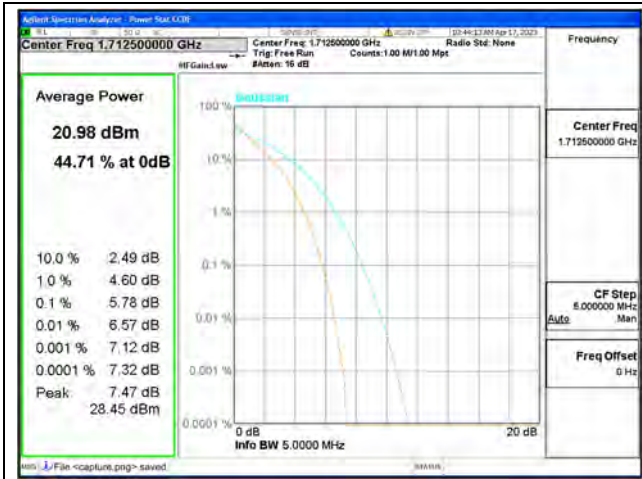 Agilent Spectrum Analyzer - Power Stat CCDF
Center Freq 1.712500000 GHz
Center Freq: 1.712500000 GHz
Radio Std: None
10:44:13 AM Apr 17, 2023
Trig: Free Run
Counts:1.00 M/1.00 Mpt
#IFGain:Low
#Atten: 16 dB
Frequency
Average Power
20.98 dBm
44.71 % at 0dB
10.0 % 2.49 dB
1.0 % 4.60 dB
0.1 % 5.78 dB
0.01 % 6.57 dB
0.001 % 7.12 dB
0.0001 % 7.32 dB
Peak 7.47 dB
28.45 dBm
Gaussian
100 %
10 %
1 %
0.1 %
0.01 %
0.001 %
0.0001 %
0 dB
20 dB
Info BW 5.0000 MHz
Center Freq
1.712500000 GHz
CF Step
5.000000 MHz
Auto Man
Freq Offset
0 Hz
MSG File <capture.png> saved
STATUS